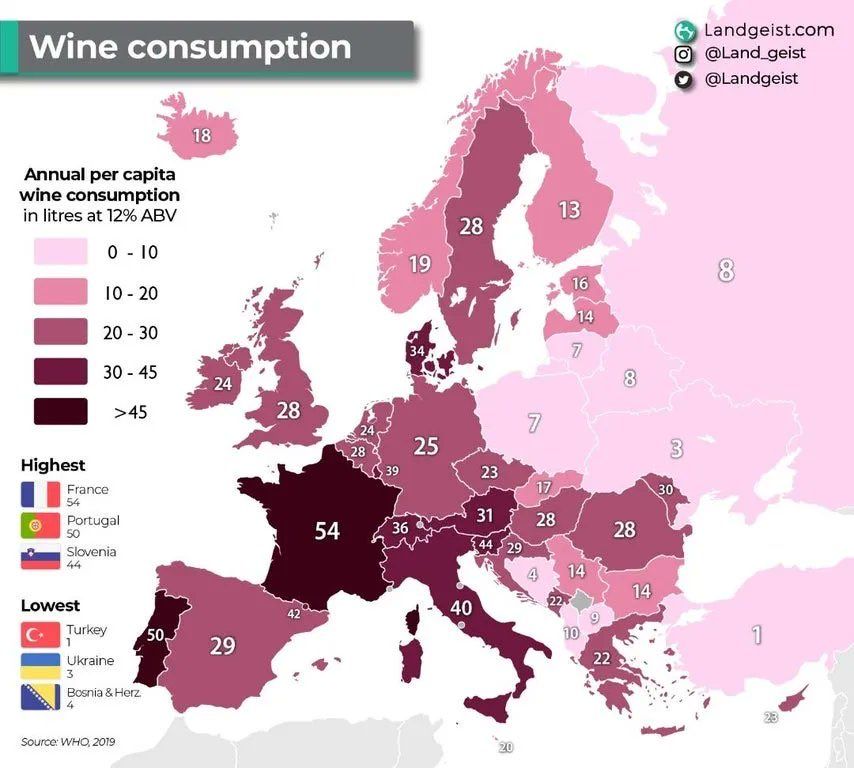 Wine consumption
Landgeist.com
@Land_geist
@Landgeist
Annual per capita
wine consumption
in litres at 12% ABV
0 - 10
10 - 20
20 - 30
30 - 45
>45
Highest
France
54
Portugal
50
Slovenia
44
Lowest
Turkey
1
Ukraine
3
Bosnia & Herz.
4
Source: WHO, 2019
18
19
28
13
16
14
7
8
8
34
24
28
24
28
39
25
7
3
23
17
30
54
36
31
28
28
44
29
4
14
14
40
22
9
10
22
1
42
50
29
23
20